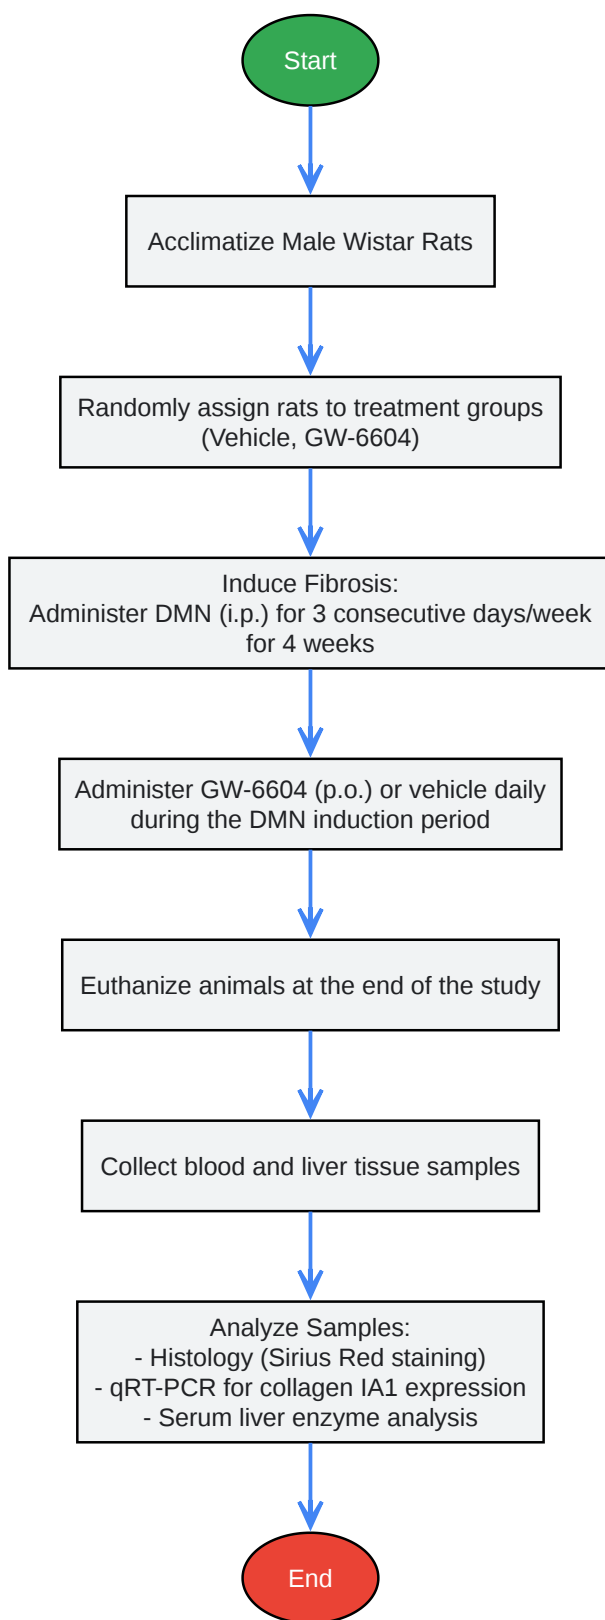 Start
Acclimatize Male Wistar Rats
Randomly assign rats to treatment groups
(Vehicle, GW-6604)
Induce Fibrosis:
Administer DMN (i.p.) for 3 consecutive days/week
for 4 weeks
Administer GW-6604 (p.o.) or vehicle daily
during the DMN induction period
Euthanize animals at the end of the study
Collect blood and liver tissue samples
Analyze Samples:
- Histology (Sirius Red staining)
- qRT-PCR for collagen IA1 expression
- Serum liver enzyme analysis
End